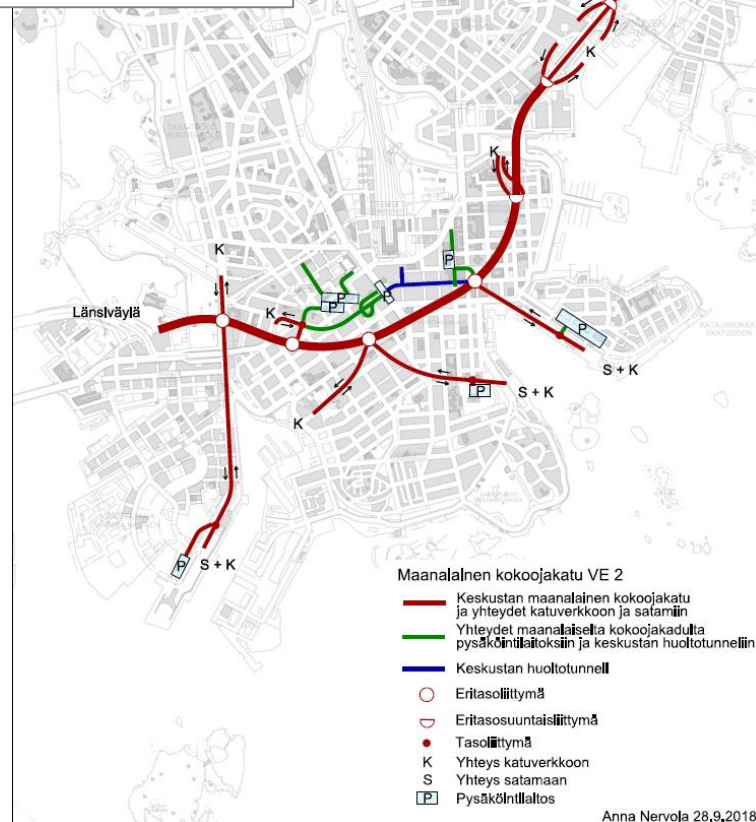 K
K
K
Länsiväylä
K
P
P
P
P
P
S + K
P
S + K
K
P
S + K
Maanalainen kokoojakatu VE 2
Keskustan maanalainen kokoojakatu
ja yhteydet katuverkkoon ja satamiin
Yhteydet maanalaiselta kokoojakadulta
pysäköintilaitoksiin ja keskustan huoltotunneliin
Keskustan huoltotunneli
Eritasoliittymä
Eritasosuuntaisliittymä
Tasoliittymä
K Yhteys katuverkkoon
S Yhteys satamaan
P Pysäköintilaitos
Anna Nervola 28.9.2018